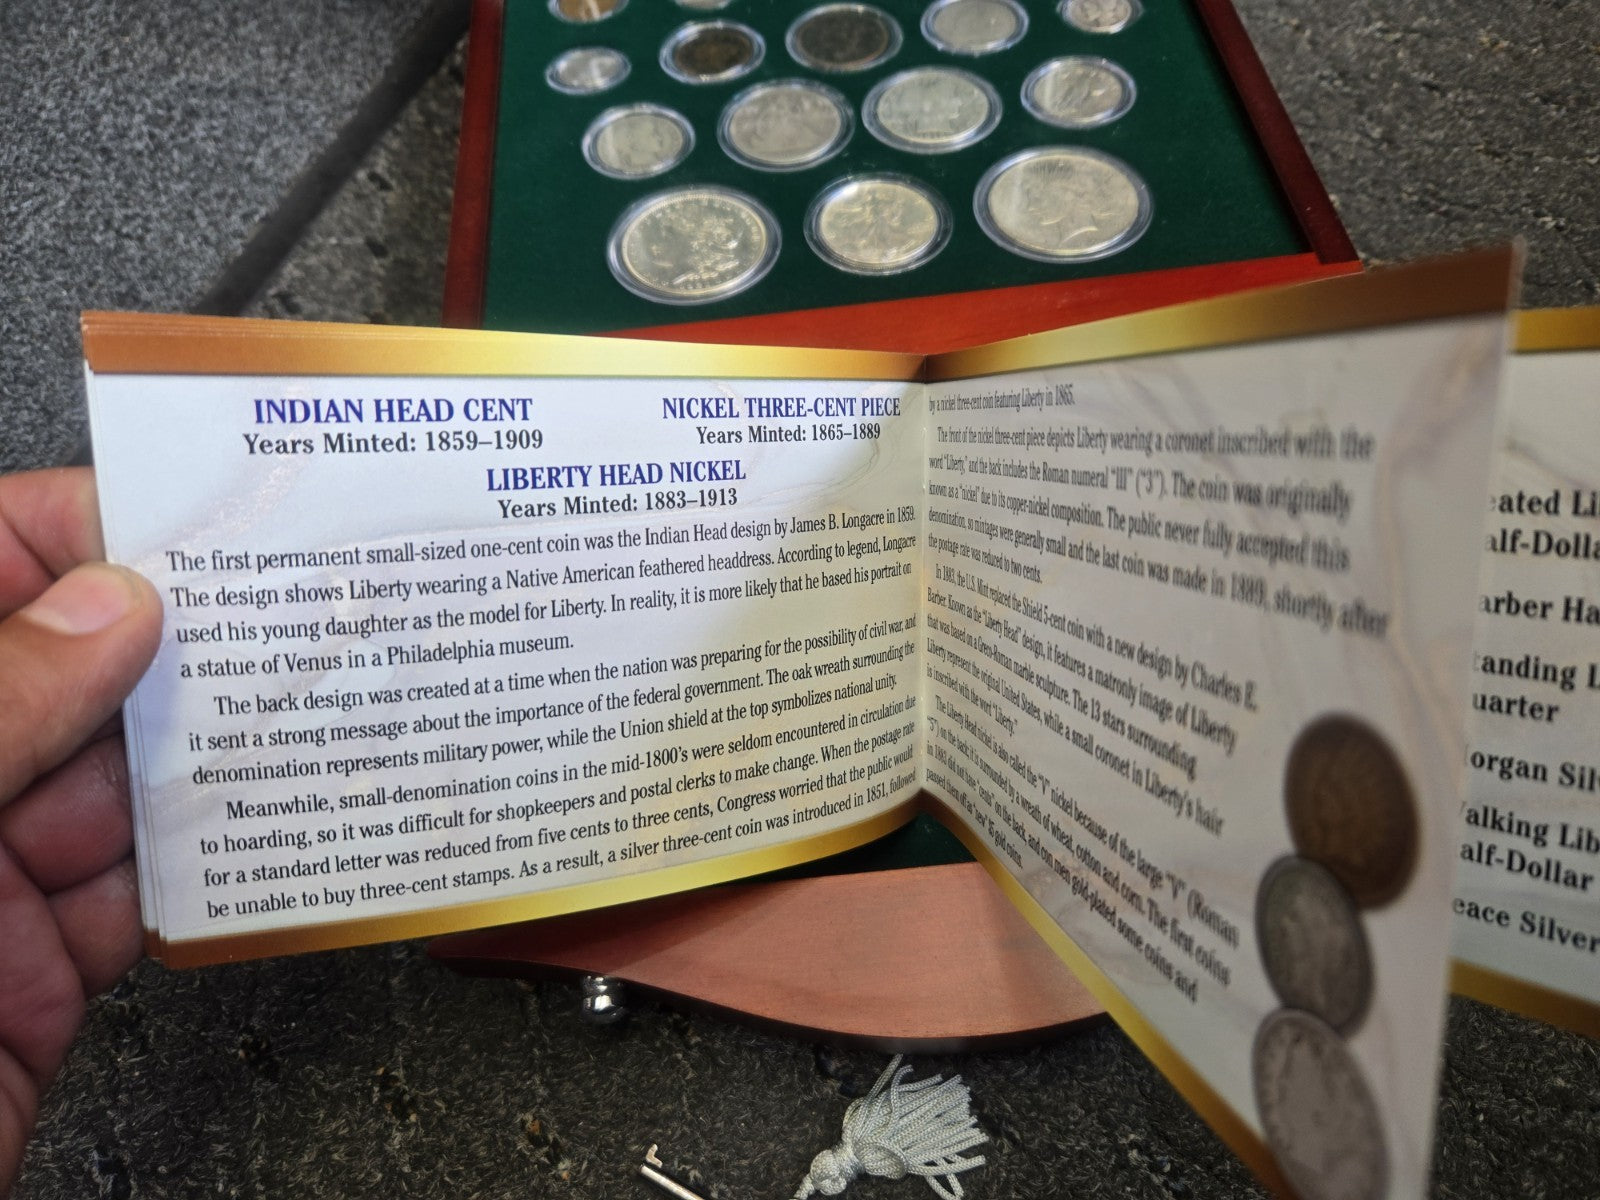 INDIAN HEAD CENT
Years Minted: 1859–1909
NICKEL THREE-CENT PIECE
Years Minted: 1865–1889
LIBERTY HEAD NICKEL
Years Minted: 1883–1913
The first permanent small-sized one-cent coin was the Indian Head design by James B. Longacre in 1859.
The design shows Liberty wearing a Native American feathered headdress. According to legend, Longacre
used his young daughter as the model for Liberty. In reality, it is more likely that he based his portrait on
a statue of Venus in a Philadelphia museum.
The back design was created at a time when the nation was preparing for the possibility of civil war, and
it sent a strong message about the importance of the federal government. The oak wreath surrounding the
denomination represents military power, while the Union shield at the top symbolizes national unity.
Meanwhile, small-denomination coins in the mid-1800's were seldom encountered in circulation due
to hoarding, so it was difficult for shopkeepers and postal clerks to make change. When the postage rate
for a standard letter was reduced from five cents to three cents, Congress worried that the public would
be unable to buy three-cent stamps. As a result, a silver three-cent coin was introduced in 1851, followed
by a nickel three-cent coin featuring Liberty in 1865.
The front of the nickel three-cent piece depicts Liberty wearing a coronet inscribed with the
word "Liberty," and the back includes the Roman numeral "III" ("3"). The coin was originally
known as a "nickel" due to its copper-nickel composition. The public never fully accepted this
denomination, so mintages were generally small and the last coin was made in 1889, shortly after
the postage rate was reduced to two cents.
In 1883, the U.S. Mint replaced the Shield 5-cent coin with a new design by Charles E.
Barber. Known as the "Liberty Head" design, it features a matronly image of Liberty
that was based on a Greco-Roman marble sculpture. The 13 stars surrounding
Liberty represent the original United States, while a small coronet in Liberty's hair
is inscribed with the word "Liberty."
The Liberty Head nickel is also called the "V" nickel because of the large "V" (Roman
"5") on the back; it is surrounded by a wreath of wheat, cotton and corn. The first coins
in 1883 did not have "cents" on the back, and con men gold-plated some coins and
passed them off as "new" $5 gold coins.
eated Li
alf-Dolla
arber Ha
tanding L
uarter
organ Sil
alking Lib
alf-Dollar
eace Silver